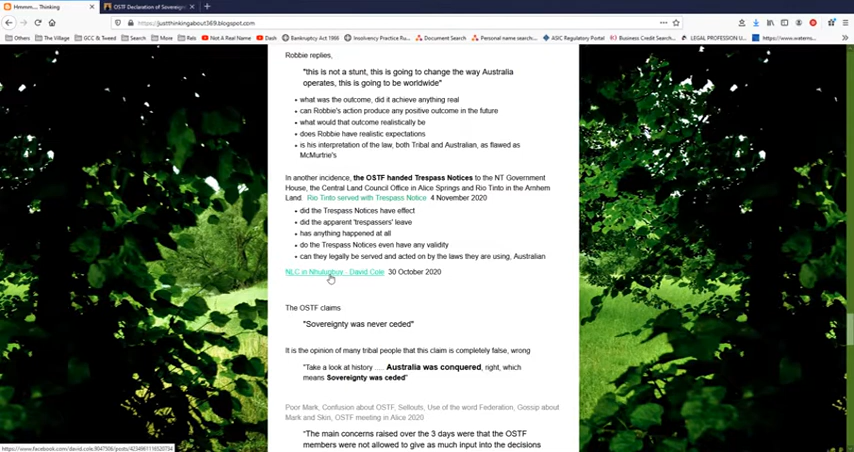 Hmmm.... Thinking
OSTF Declaration of Sovereign
https://justthinkingabout369.blogspot.com
Others
The Village
GCC & Tweed
Search
More
Not A Real Name
Dash
Bankruptcy Act 1966
Insolvency Practice Ru...
Document Search
Personal name search...
ASIC Regulatory Portal
Business Credit Searc...
LEGAL PROFESSION U...
https://www.waterns...
Robbie replies,
"this is not a stunt, this is going to change the way Australia
operates, this is going to be worldwide"
• what was the outcome, did it achieve anything real
• can Robbie's action produce any positive outcome in the future
• what would that outcome realistically be
• does Robbie have realistic expectations
• is his interpretation of the law, both Tribal and Australian, as flawed as
McMurtrie's
In another incidence, the OSTF handed Trespass Notices to the NT Government
House, the Central Land Council Office in Alice Springs and Rio Tinto in the Arnhem
Land Rio Tinto served with Trespass Notice 4 November 2020
• did the Trespass Notices have effect
• did the apparent 'trespassers' leave
• has anything happened at all
• do the Trespass Notices even have any validity
• can they legally be served and acted on by the laws they are using, Australian
NLC in Nhulunbuy - David Cole 30 October 2020
The OSTF claims
"Sovereignty was never ceded"
It is the opinion of many tribal people that this claim is completely false, wrong
"Take a look at history .... Australia was conquered, right, which
means Sovereignty was ceded"
Poor Mark, Confusion about OSTF, Sellouts, Use of the word Federation, Gossip about
Mark and Skin, OSTF meeting in Alice 2020
"The main concerns raised over the 3 days were that the OSTF
members were not allowed to give as much input into the decisions